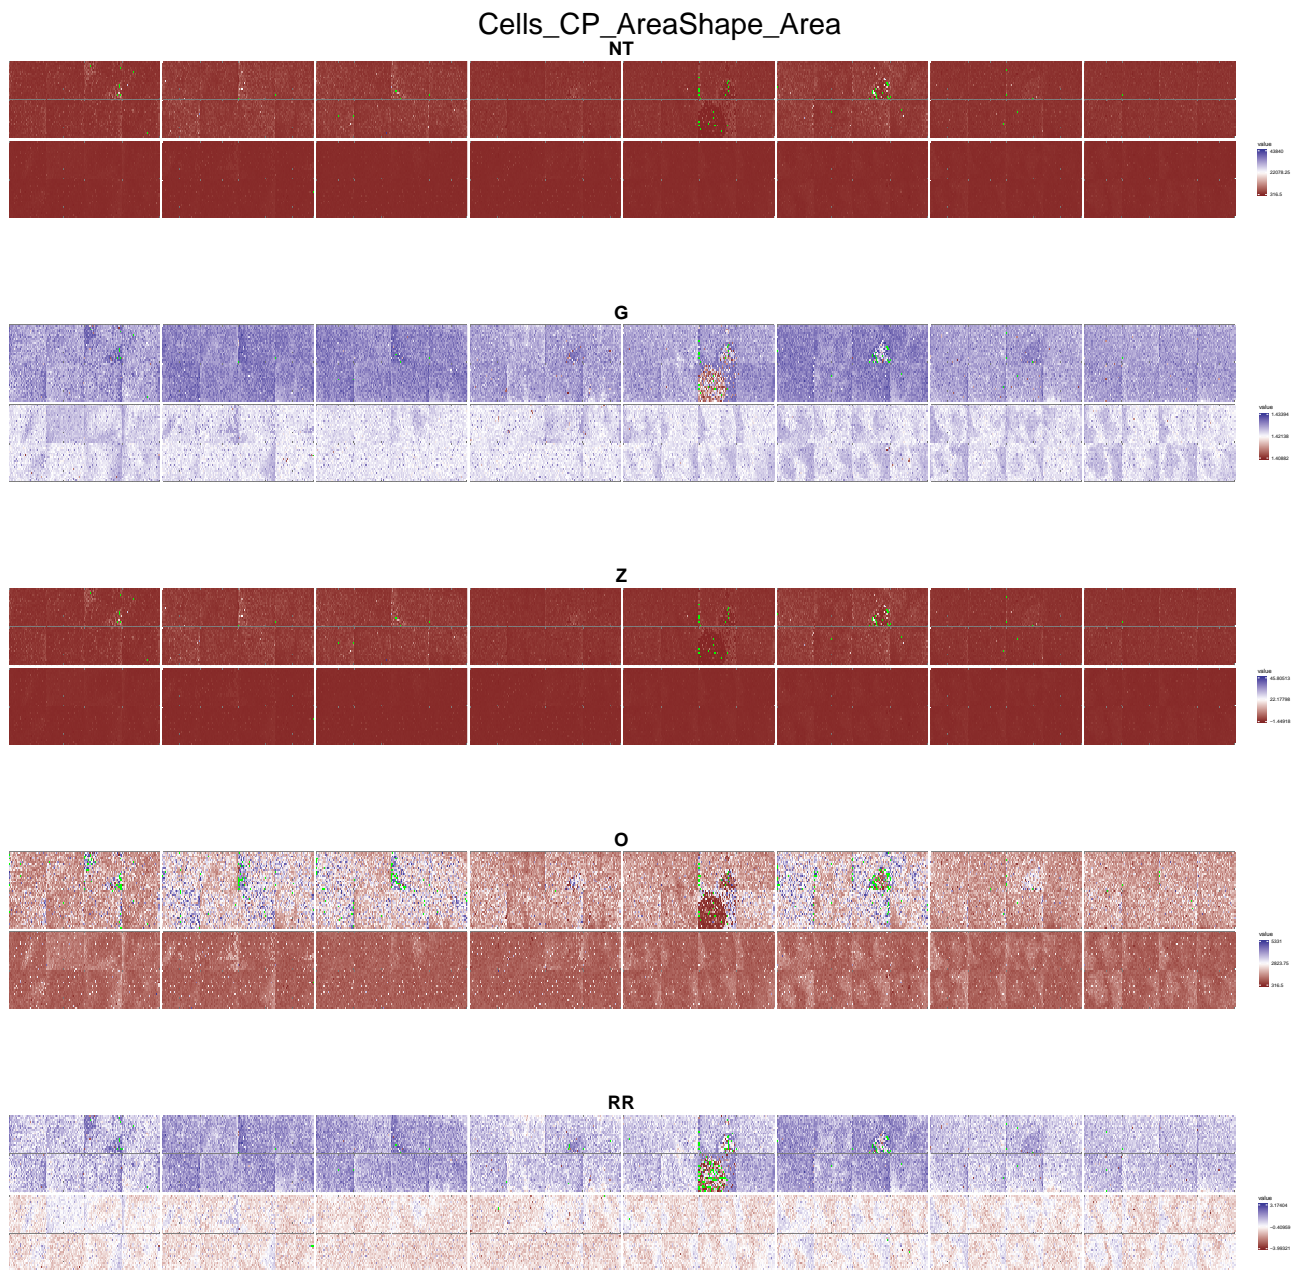 Cells_CP_AreaShape_Area
NT
value
43840
22078.25
316.5
G
value
1.43394
1.42138
1.40882
Z
value
45.80513
22.17798
−1.44918
O
value
5331
2823.75
316.5
RR
value
3.17404
−0.40959
−3.99321